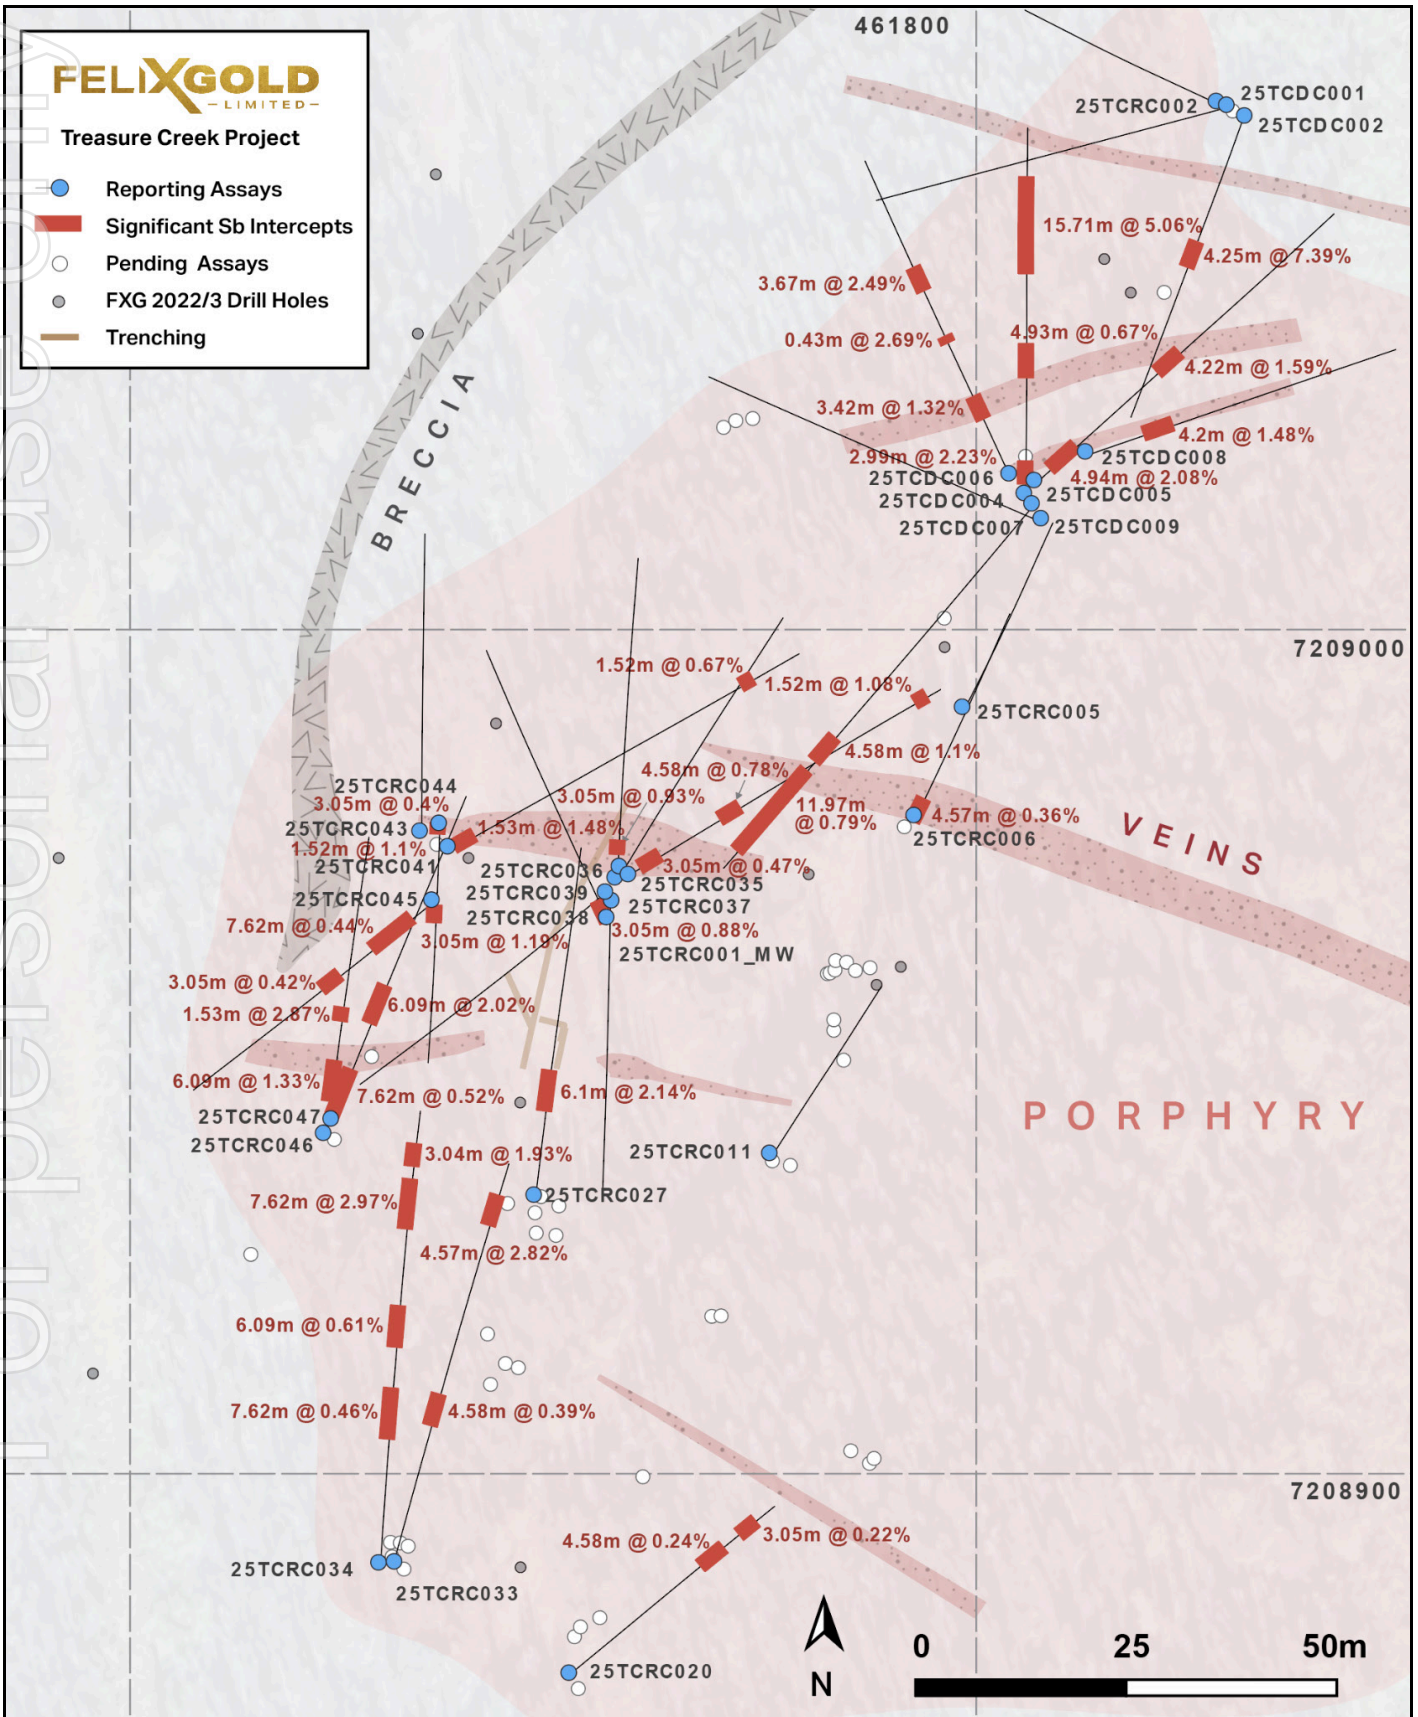 For personal use only
461800
FELIXGOLD
LIMITED
Treasure Creek Project
Reporting Assays
Significant Sb Intercepts
Pending Assays
FXG 2022/3 Drill Holes
Trenching
25TCRC002
25TCDC001
25TCDC002
15.71m @ 5.06%
4.25m @ 7.39%
3.67m @ 2.49%
0.43m @ 2.69%
4.93m @ 0.67%
4.22m @ 1.59%
3.42m @ 1.32%
4.2m @ 1.48%
2.99m @ 2.23%
25TCDC008
25TCDC006
4.94m @ 2.08%
25TCDC004
25TCDC005
25TCDC007
25TCDC009
BRECCIA
7209000
1.52m @ 0.67%
1.52m @ 1.08%
25TCRC005
4.58m @ 1.1%
4.58m @ 0.78%
25TCRC044
3.05m @ 0.93%
3.05m @ 0.4%
11.97m
@ 0.79%
4.57m @ 0.36%
25TCRC043
1.53m @ 1.48%
25TCRC006
VEINS
1.52m @ 1.1%
25TCRC041
25TCRC036
3.05m @ 0.47%
25TCRC035
25TCRC045
25TCRC039
25TCRC037
25TCRC038
7.62m @ 0.44%
3.05m @ 1.19%
3.05m @ 0.88%
25TCRC001_MW
3.05m @ 0.42%
6.09m @ 2.02%
1.53m @ 2.87%
6.09m @ 1.33%
7.62m @ 0.52%
6.1m @ 2.14%
25TCRC047
PORPHYRY
25TCRC046
3.04m @ 1.93%
25TCRC011
7.62m @ 2.97%
25TCRC027
4.57m @ 2.82%
6.09m @ 0.61%
7.62m @ 0.46%
4.58m @ 0.39%
7208900
4.58m @ 0.24%
3.05m @ 0.22%
25TCRC034
25TCRC033
25TCRC020
N
0 25 50m